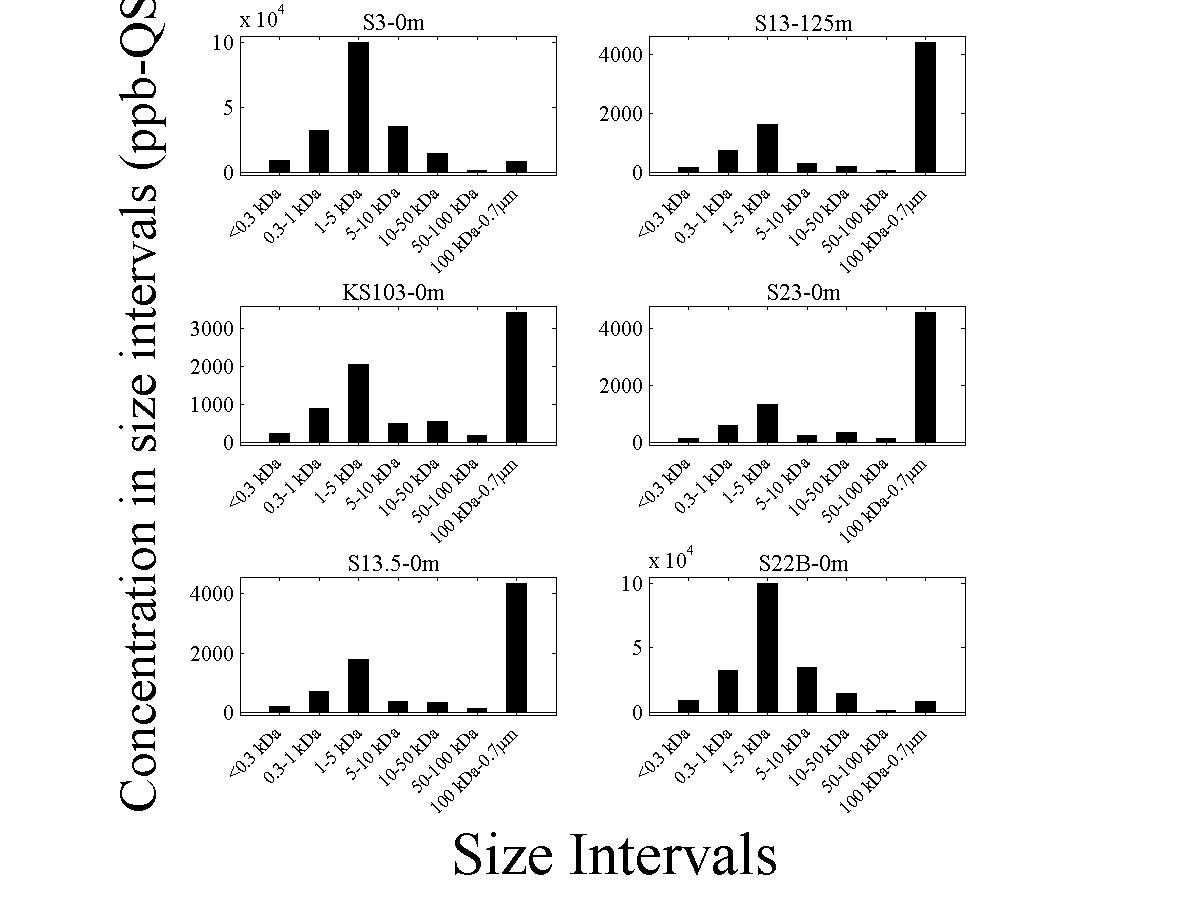 Concentration in size intervals (ppb-QS
x 10⁴
S3-0m
10
5
0
<0.3 kDa
0.3-1 kDa
1-5 kDa
5-10 kDa
10-50 kDa
50-100 kDa
100 kDa-0.7μm
S13-125m
4000
2000
0
<0.3 kDa
0.3-1 kDa
1-5 kDa
5-10 kDa
10-50 kDa
50-100 kDa
100 kDa-0.7μm
KS103-0m
3000
2000
1000
0
<0.3 kDa
0.3-1 kDa
1-5 kDa
5-10 kDa
10-50 kDa
50-100 kDa
100 kDa-0.7μm
S23-0m
4000
2000
0
<0.3 kDa
0.3-1 kDa
1-5 kDa
5-10 kDa
10-50 kDa
50-100 kDa
100 kDa-0.7μm
S13.5-0m
4000
2000
0
<0.3 kDa
0.3-1 kDa
1-5 kDa
5-10 kDa
10-50 kDa
50-100 kDa
100 kDa-0.7μm
x 10⁴
S22B-0m
10
5
0
<0.3 kDa
0.3-1 kDa
1-5 kDa
5-10 kDa
10-50 kDa
50-100 kDa
100 kDa-0.7μm
Size Intervals